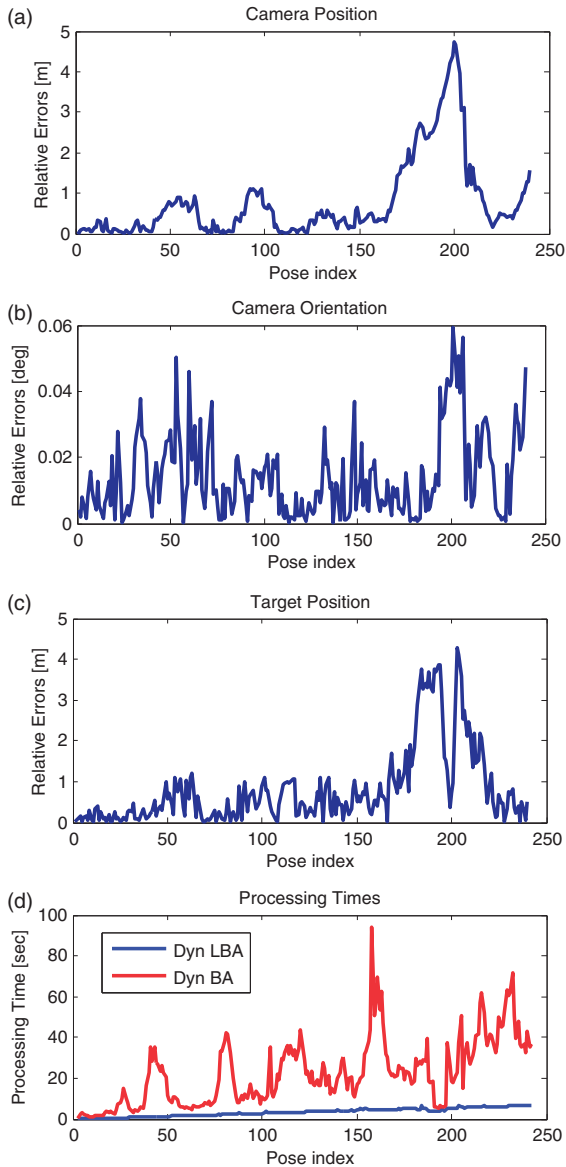 (a)
Camera Position
Relative Errors [m]
5
4
3
2
1
0
0 50 100 150 200 250
Pose index
(b)
Camera Orientation
Relative Errors [deg]
0.06
0.04
0.02
0
0 50 100 150 200 250
Pose index
(c)
Target Position
Relative Errors [m]
5
4
3
2
1
0
0 50 100 150 200 250
Pose index
(d)
Processing Times
Processing Time [sec]
100
80
60
40
20
0
Dyn LBA
Dyn BA
0 50 100 150 200 250
Pose index